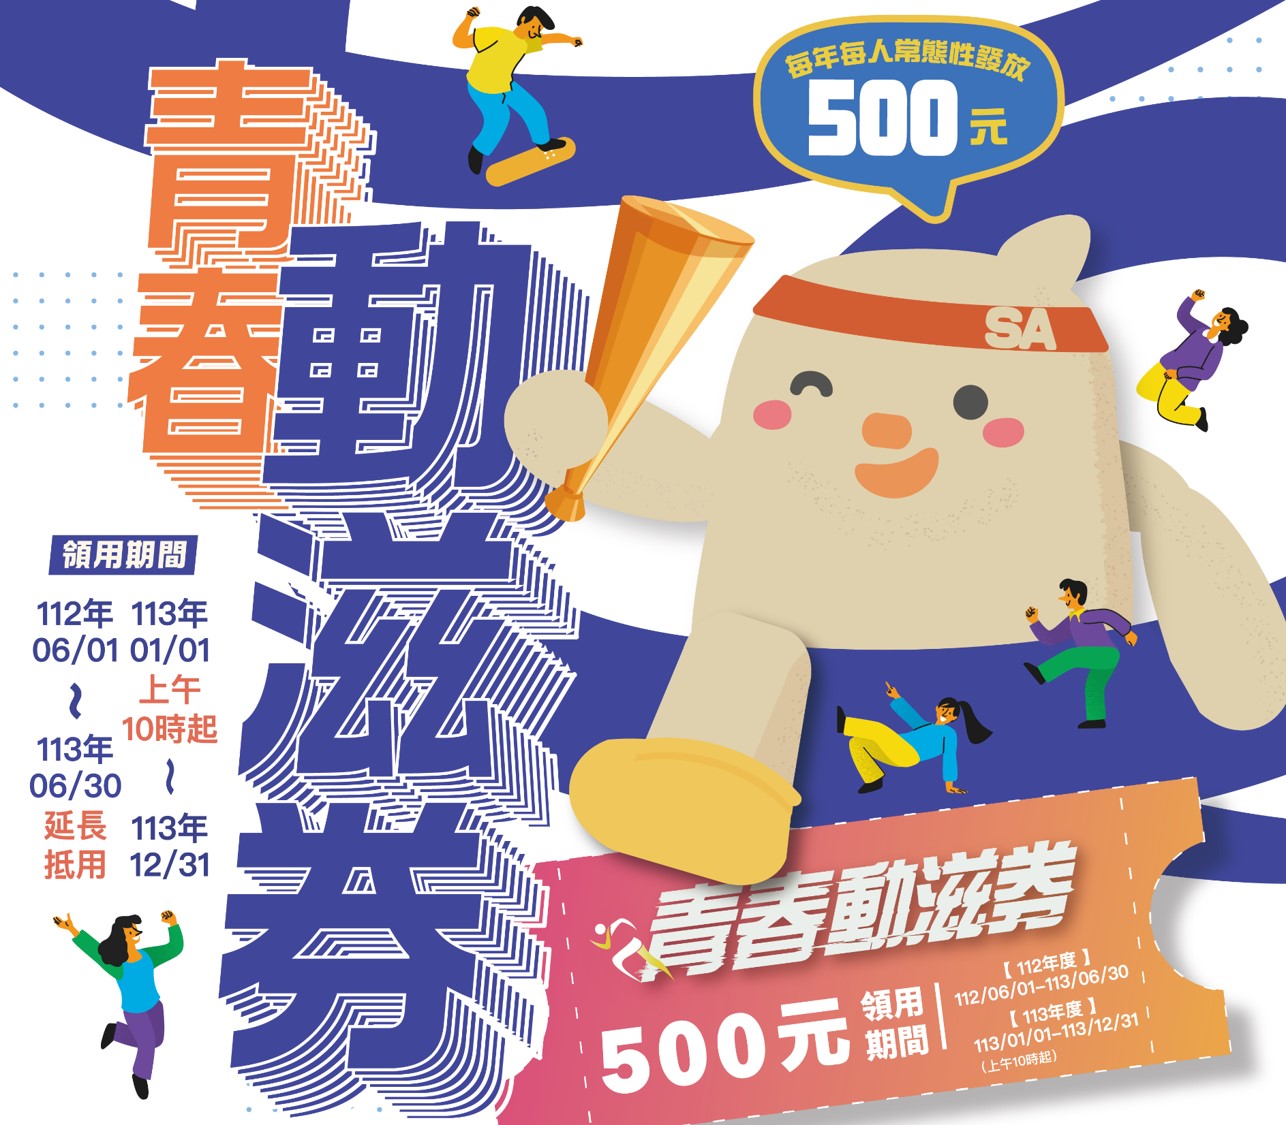 每年每人常態性發放
500元
青春
動滋券
SA
領用期間
112年
06/01
~
113年
06/30
延長
抵用
113年
01/01
上午
10時起
~
113年
12/31
青春動滋券
500元
領用
期間
【 112年度 】
112/06/01-113/06/30
【 113年度 】
113/01/01-113/12/31
(上午10時起)